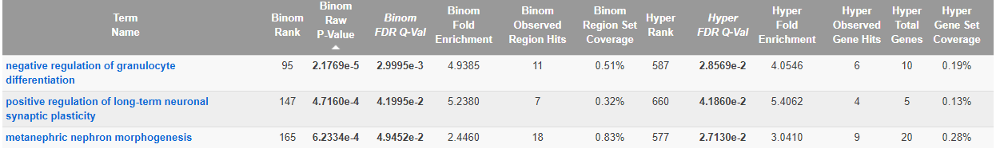 Term Name Binom Rank Binom Raw P-Value Binom FDR Q-Val Binom Fold Enrichment Binom Observed Region Hits Binom Region Set Coverage Hyper Rank Hyper FDR Q-Val Hyper Fold Enrichment Hyper Observed Gene Hits Hyper Total Genes Hyper Gene Set Coverage
negative regulation of granulocyte differentiation 95 2.1769e-5 2.9995e-3 4.9385 11 0.51% 587 2.8569e-2 4.0546 6 10 0.19%
positive regulation of long-term neuronal synaptic plasticity 147 4.7160e-4 4.1995e-2 5.2380 7 0.32% 660 4.1860e-2 5.4062 4 5 0.13%
metanephric nephron morphogenesis 165 6.2334e-4 4.9452e-2 2.4460 18 0.83% 577 2.7130e-2 3.0410 9 20 0.28%